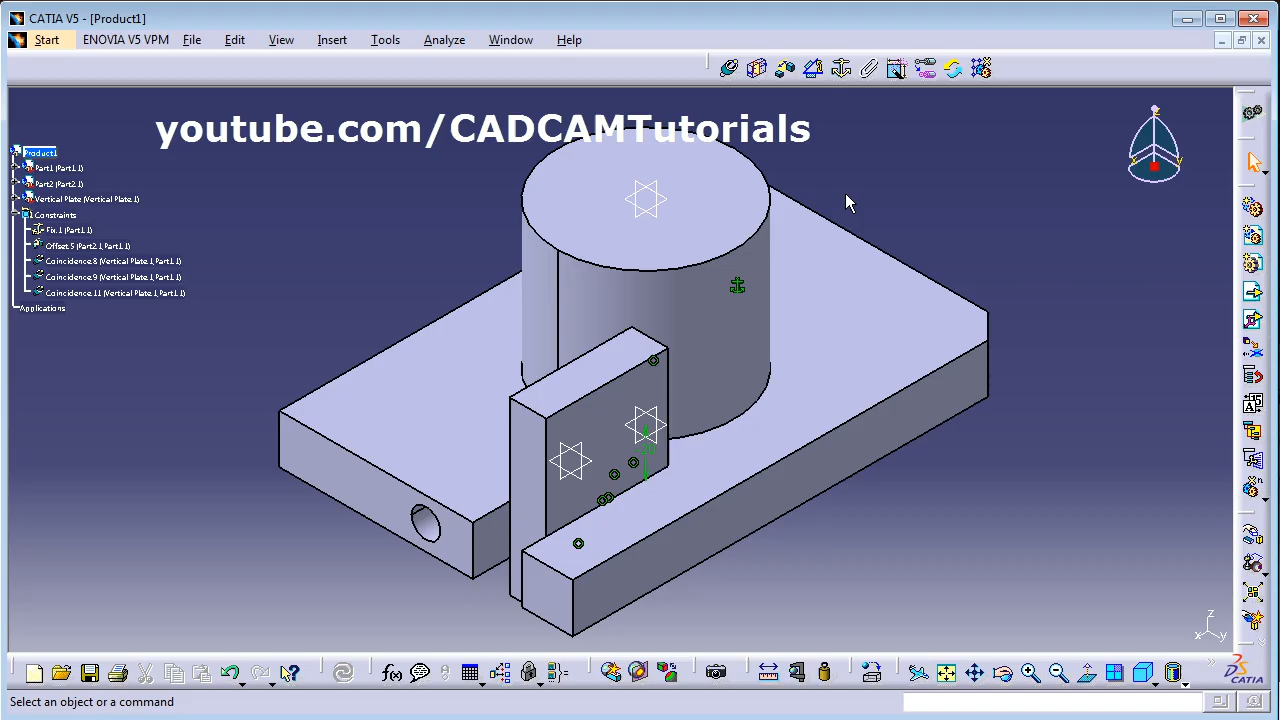 CATIA V5 - [Product1]
Start ENOVIA V5 VPM File Edit View Insert Tools Analyze Window Help
youtube.com/CADCAMTutorials
Product1
Part1 (Part1.1)
Part2 (Part2.1)
Vertical Plate (Vertical Plate.1)
Constraints
Fix.1 (Part1.1)
Offset.5 (Part2.1,Part1.1)
Coincidence.8 (Vertical Plate.1,Part1.1)
Coincidence.9 (Vertical Plate.1,Part1.1)
Coincidence.11 (Vertical Plate.1,Part1.1)
Applications
z
x y
f(x)
CATIA
Select an object or a command